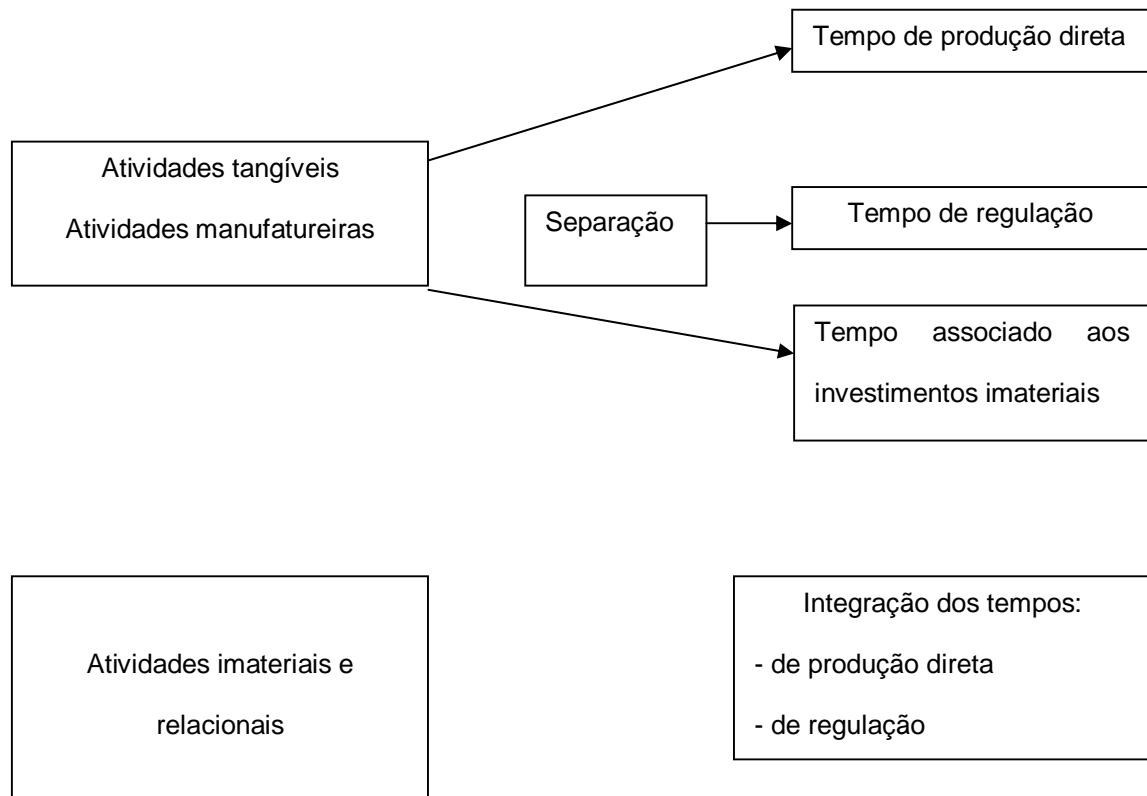 Tempo de produção direta
Atividades tangíveis
Atividades manufatureiras
Separação
Tempo de regulação
Tempo associado aos
investimentos imateriais
Atividades imateriais e
relacionais
Integração dos tempos:
- de produção direta
- de regulação